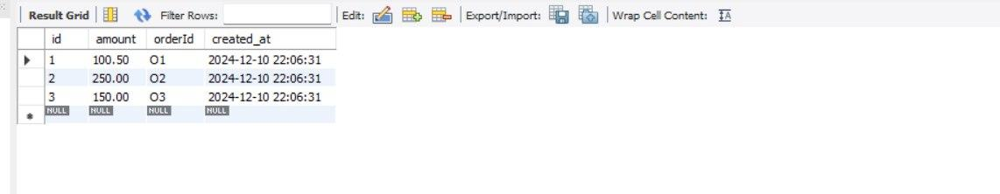 Result Grid Filter Rows: Edit: Export/Import: Wrap Cell Content: IA
id amount orderId created_at
1 100.50 O1 2024-12-10 22:06:31
2 250.00 O2 2024-12-10 22:06:31
3 150.00 O3 2024-12-10 22:06:31
NULL NULL NULL NULL